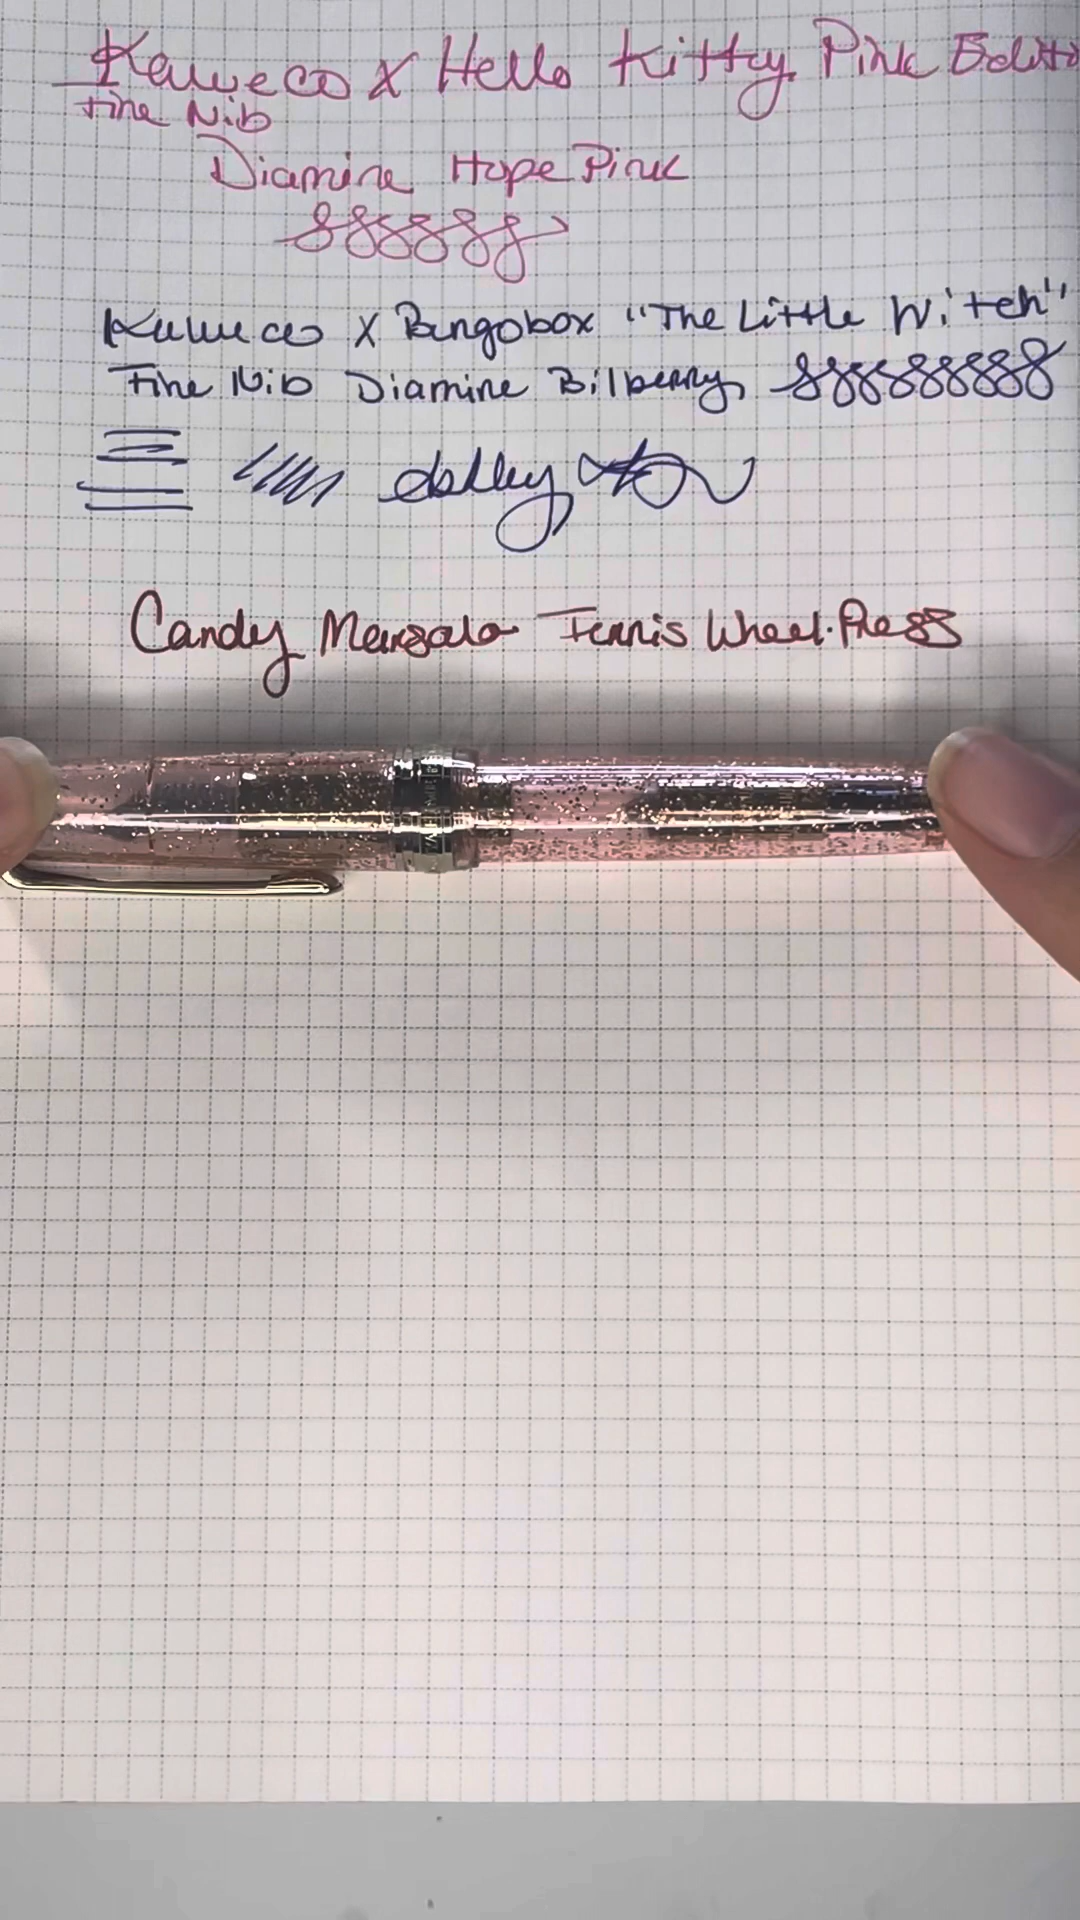 Kaweco x Hello Kitty Pink Editi
Fine Nib
Diamine Hope Pink
Kaweco x Bungobox "The Little Witch"
Fine Nib Diamine Bilberry
Candy Marsala Ferris Wheel Press